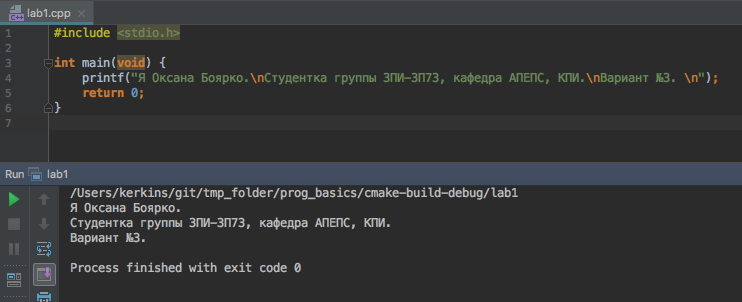 lab1.cpp
1 #include <stdio.h>
2
3 int main(void) {
4 printf("Я Оксана Боярко.\nСтудентка группы ЗПИ-ЗП73, кафедра АПЕПС, КПИ.\nВариант №3. \n");
5 return 0;
6 }
7
Run lab1
/Users/kerkins/git/tmp_folder/prog_basics/cmake-build-debug/lab1
Я Оксана Боярко.
Студентка группы ЗПИ-ЗП73, кафедра АПЕПС, КПИ.
Вариант №3.
Process finished with exit code 0